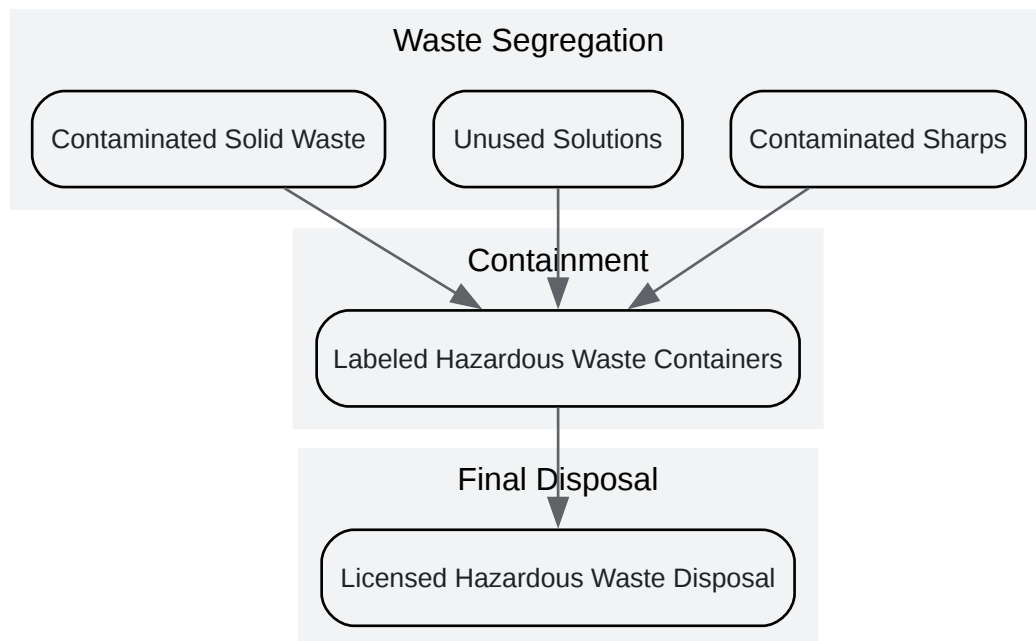 Waste Segregation
Contaminated Solid Waste
Unused Solutions
Contaminated Sharps
Containment
Labeled Hazardous Waste Containers
Final Disposal
Licensed Hazardous Waste Disposal